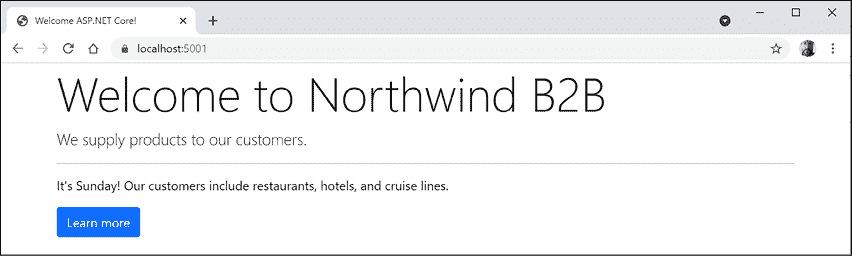 Welcome ASP.NET Core!
localhost:5001
Welcome to Northwind B2B
We supply products to our customers.
It's Sunday! Our customers include restaurants, hotels, and cruise lines.
Learn more